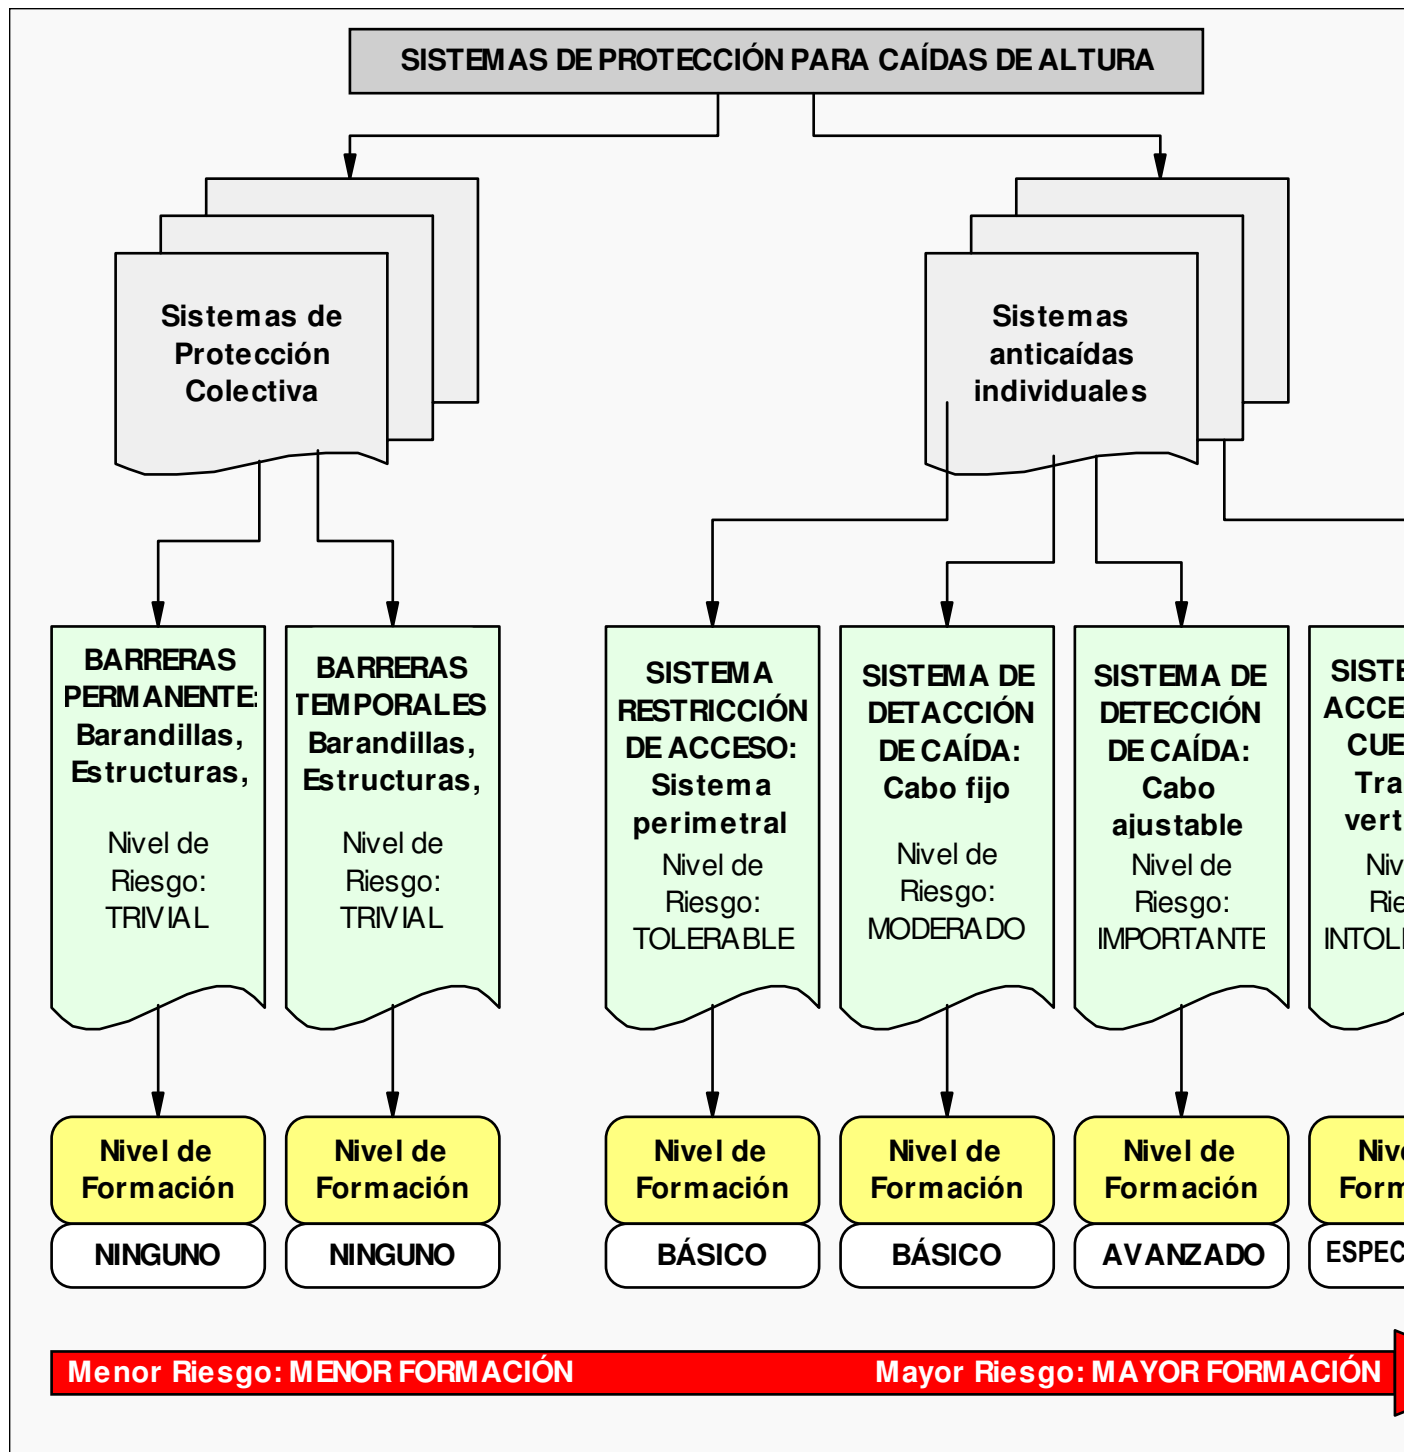 SISTEMAS DE PROTECCIÓN PARA CAÍDAS DE ALTURA
Sistemas de
Protección
Colectiva
Sistemas
anticaídas
individuales
BARRERAS
PERMANENTE:
Barandillas,
Estructuras,
Nivel de
Riesgo:
TRIVIAL
BARRERAS
TEMPORALES
Barandillas,
Estructuras,
Nivel de
Riesgo:
TRIVIAL
SISTEMA
RESTRICCIÓN
DE ACCESO:
Sistema
perimetral
Nivel de
Riesgo:
TOLERABLE
SISTEMA DE
DETACCIÓN
DE CAÍDA:
Cabo fijo
Nivel de
Riesgo:
MODERADO
SISTEMA DE
DETECCIÓN
DE CAÍDA:
Cabo
ajustable
Nivel de
Riesgo:
IMPORTANTE
Nivel de
Formación
NINGUNO
Nivel de
Formación
NINGUNO
Nivel de
Formación
BÁSICO
Nivel de
Formación
BÁSICO
Nivel de
Formación
AVANZADO
Menor Riesgo: MENOR FORMACIÓN
Mayor Riesgo: MAYOR FORMACIÓN